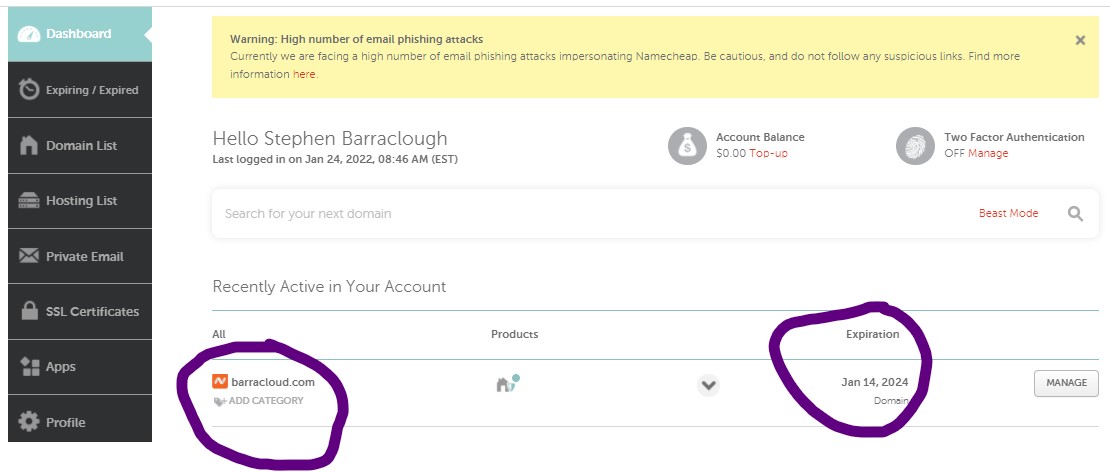 Dashboard
Expiring / Expired
Domain List
Hosting List
Private Email
SSL Certificates
Apps
Profile
Warning: High number of email phishing attacks
Currently we are facing a high number of email phishing attacks impersonating Namecheap. Be cautious, and do not follow any suspicious links. Find more
information here.
Hello Stephen Barraclough
Last logged in on Jan 24, 2022, 08:46 AM (EST)
Account Balance
$0.00 Top-up
Two Factor Authentication
OFF Manage
Search for your next domain
Beast Mode
Recently Active in Your Account
All Products Expiration
barracloud.com Jan 14, 2024 MANAGE
ADD CATEGORY Domain